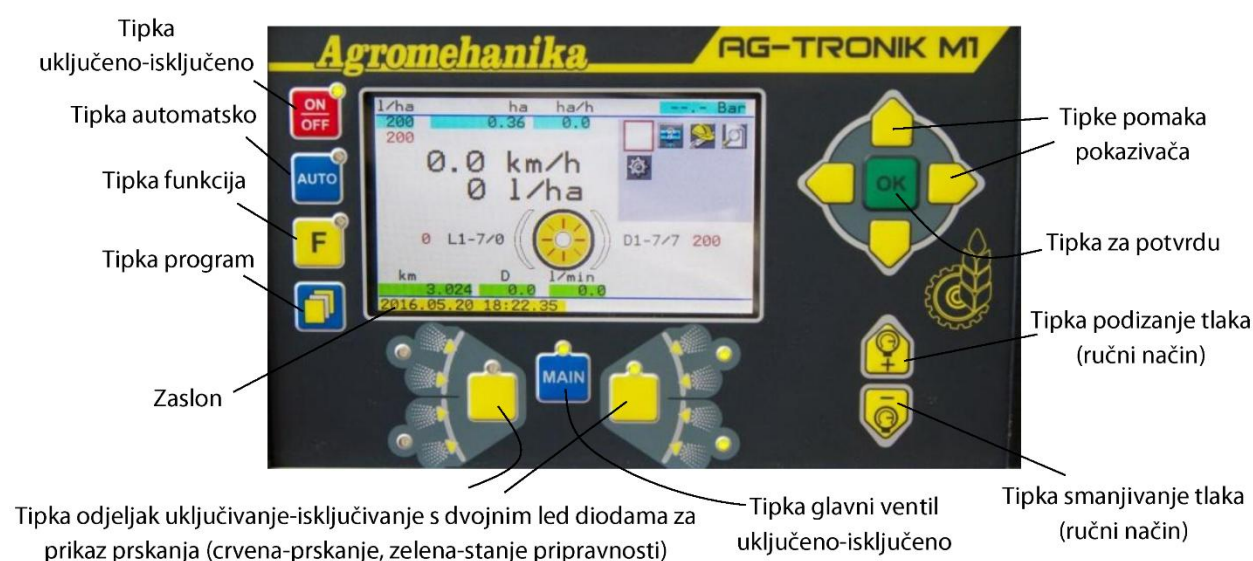 Tipka
uključeno-isključeno
Tipka automatsko
Tipka funkcija
Tipka program
Zaslon
Agromehanika
AG-TRONIK M1
ON
OFF
AUTO
F
l/ha ha ha/h --.- Bar
200 0.36 0.0
200
0.0 km/h
0 l/ha
0 L1-7/0 D1-7/7 200
km D l/min
3.024 0.0 0.0
2016.05.20 18:22.35
MAIN
OK
+
−
Tipke pomaka
pokazivača
Tipka za potvrdu
Tipka podizanje tlaka
(ručni način)
Tipka smanjivanje tlaka
(ručni način)
Tipka odjeljak uključivanje-isključivanje s dvojnim led diodama za
prikaz prskanja (crvena-prskanje, zelena-stanje pripravnosti)
Tipka glavni ventil
uključeno-isključeno